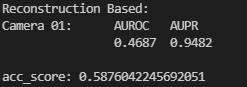 Reconstruction Based:
Camera 01: AUROC AUPR
0.4687 0.9482
acc_score: 0.5876042245692051